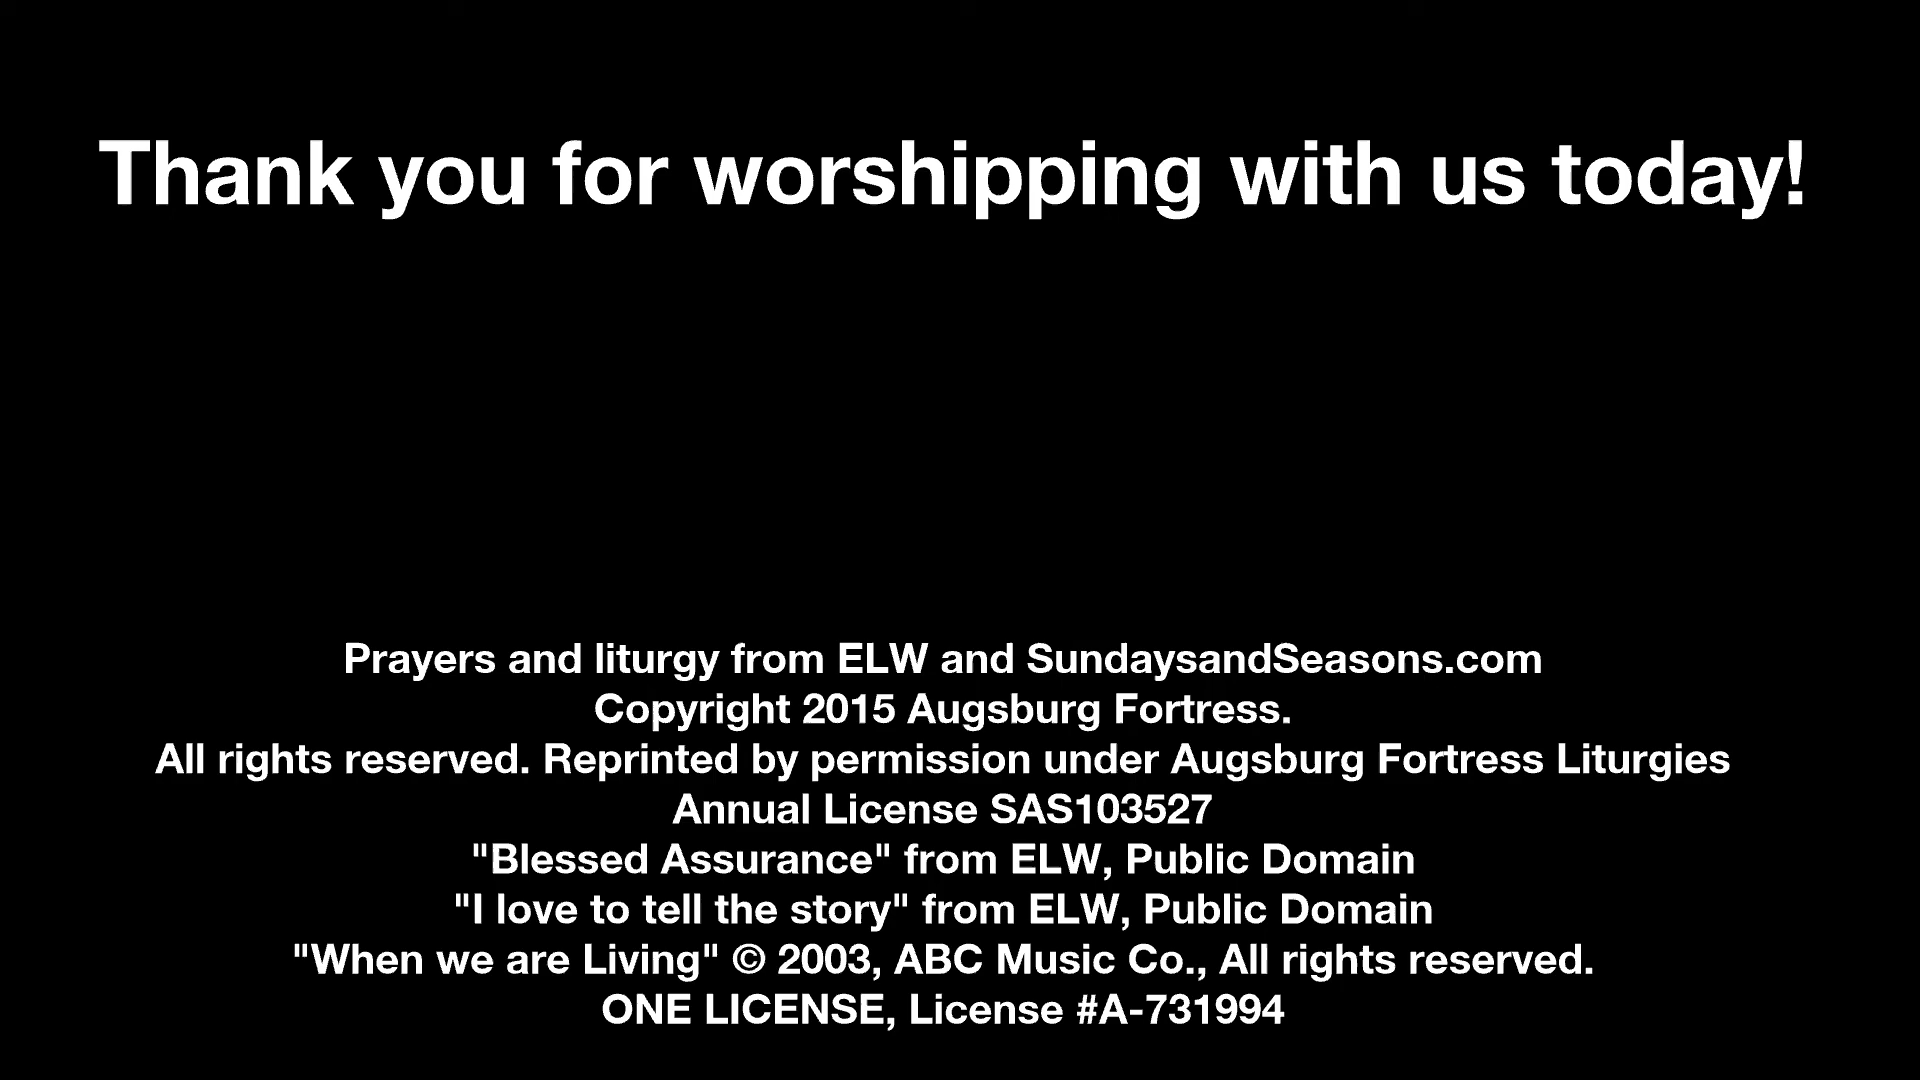 Thank you for worshipping with us today!
Prayers and liturgy from ELW and SundaysandSeasons.com
Copyright 2015 Augsburg Fortress.
All rights reserved. Reprinted by permission under Augsburg Fortress Liturgies
Annual License SAS103527
"Blessed Assurance" from ELW, Public Domain
"I love to tell the story" from ELW, Public Domain
"When we are Living" © 2003, ABC Music Co., All rights reserved.
ONE LICENSE, License #A-731994